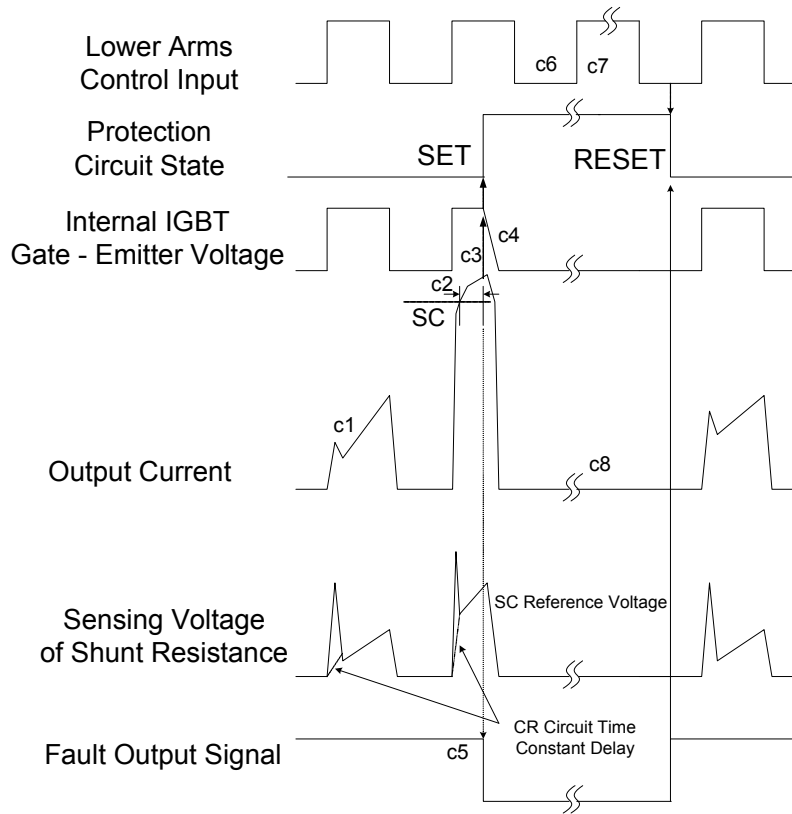 Lower Arms
Control Input
c6
c7
Protection
Circuit State
SET
RESET
Internal IGBT
Gate - Emitter Voltage
c4
c3
c2
SC
c1
Output Current
c8
SC Reference Voltage
Sensing Voltage
of Shunt Resistance
CR Circuit Time
Constant Delay
Fault Output Signal
c5